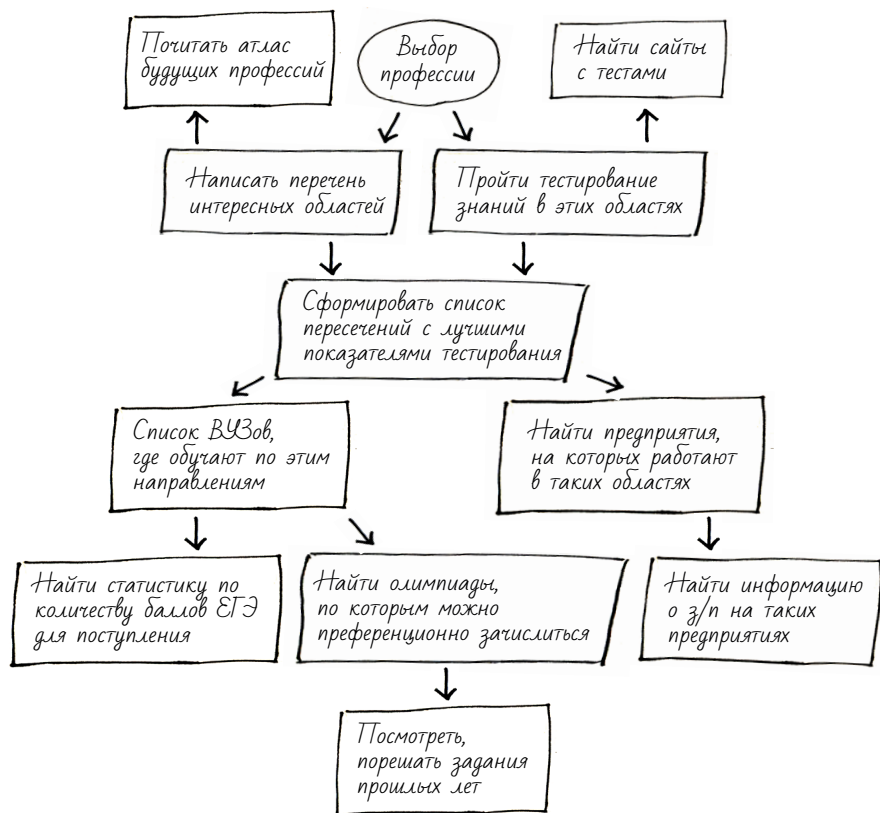 Почитать атлас
будущих профессий
Выбор
профессии
Найти сайты
с тестами
Написать перечень
интересных областей
Пройти тестирование
знаний в этих областях
Сформировать список
пересечений с лучшими
показателями тестирования
Список ВУЗов,
где обучают по этим
направлениям
Найти предприятия,
на которых работают
в таких областях
Найти статистику по
количеству баллов ЕГЭ
для поступления
Найти олимпиады,
по которым можно
преференционно зачислиться
Найти информацию
о з/п на таких
предприятиях
Посмотреть,
порешать задания
прошлых лет